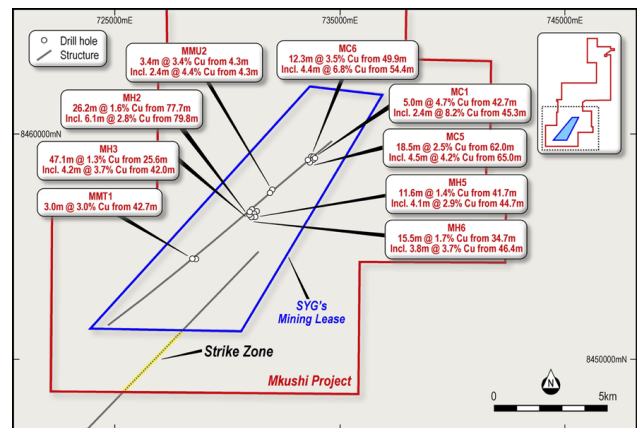 725000mE
735000mE
745000mE
Drill hole
Structure
MMU2
3.4m @ 3.4% Cu from 4.3m
Incl. 2.4m @ 4.4% Cu from 4.3m
MC6
12.3m @ 3.5% Cu from 49.9m
Incl. 4.4m @ 6.8% Cu from 54.4m
MH2
26.2m @ 1.6% Cu from 77.7m
Incl. 6.1m @ 2.8% Cu from 79.8m
MC1
5.0m @ 4.7% Cu from 42.7m
Incl. 2.4m @ 8.2% Cu from 45.3m
8460000mN
MC5
18.5m @ 2.5% Cu from 62.0m
Incl. 4.5m @ 4.2% Cu from 65.0m
MH3
47.1m @ 1.3% Cu from 25.6m
Incl. 4.2m @ 3.7% Cu from 42.0m
MH5
11.6m @ 1.4% Cu from 41.7m
Incl. 4.1m @ 2.9% Cu from 44.7m
MMT1
3.0m @ 3.0% Cu from 42.7m
MH6
15.5m @ 1.7% Cu from 34.7m
Incl. 3.8m @ 3.7% Cu from 46.4m
SYG's
Mining Lease
Strike Zone
8450000mN
Mkushi Project
N
0
5km